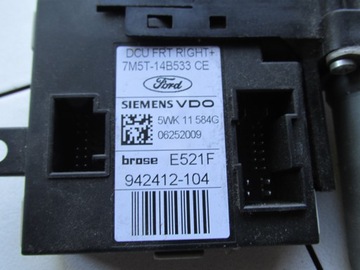 DCU FRT RIGHT+
7M5T-14B533 CE
Ford
SIEMENS VDO
5WK 11 584G
06252009
brose E521F
942412-104